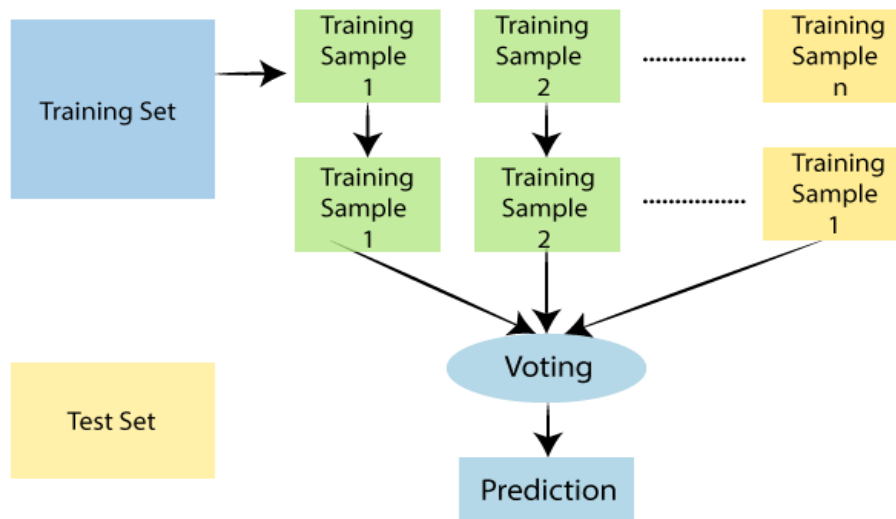 Training Set
Training
Sample
1
Training
Sample
2
Training
Sample
n
Training
Sample
1
Training
Sample
2
Training
Sample
1
Voting
Test Set
Prediction